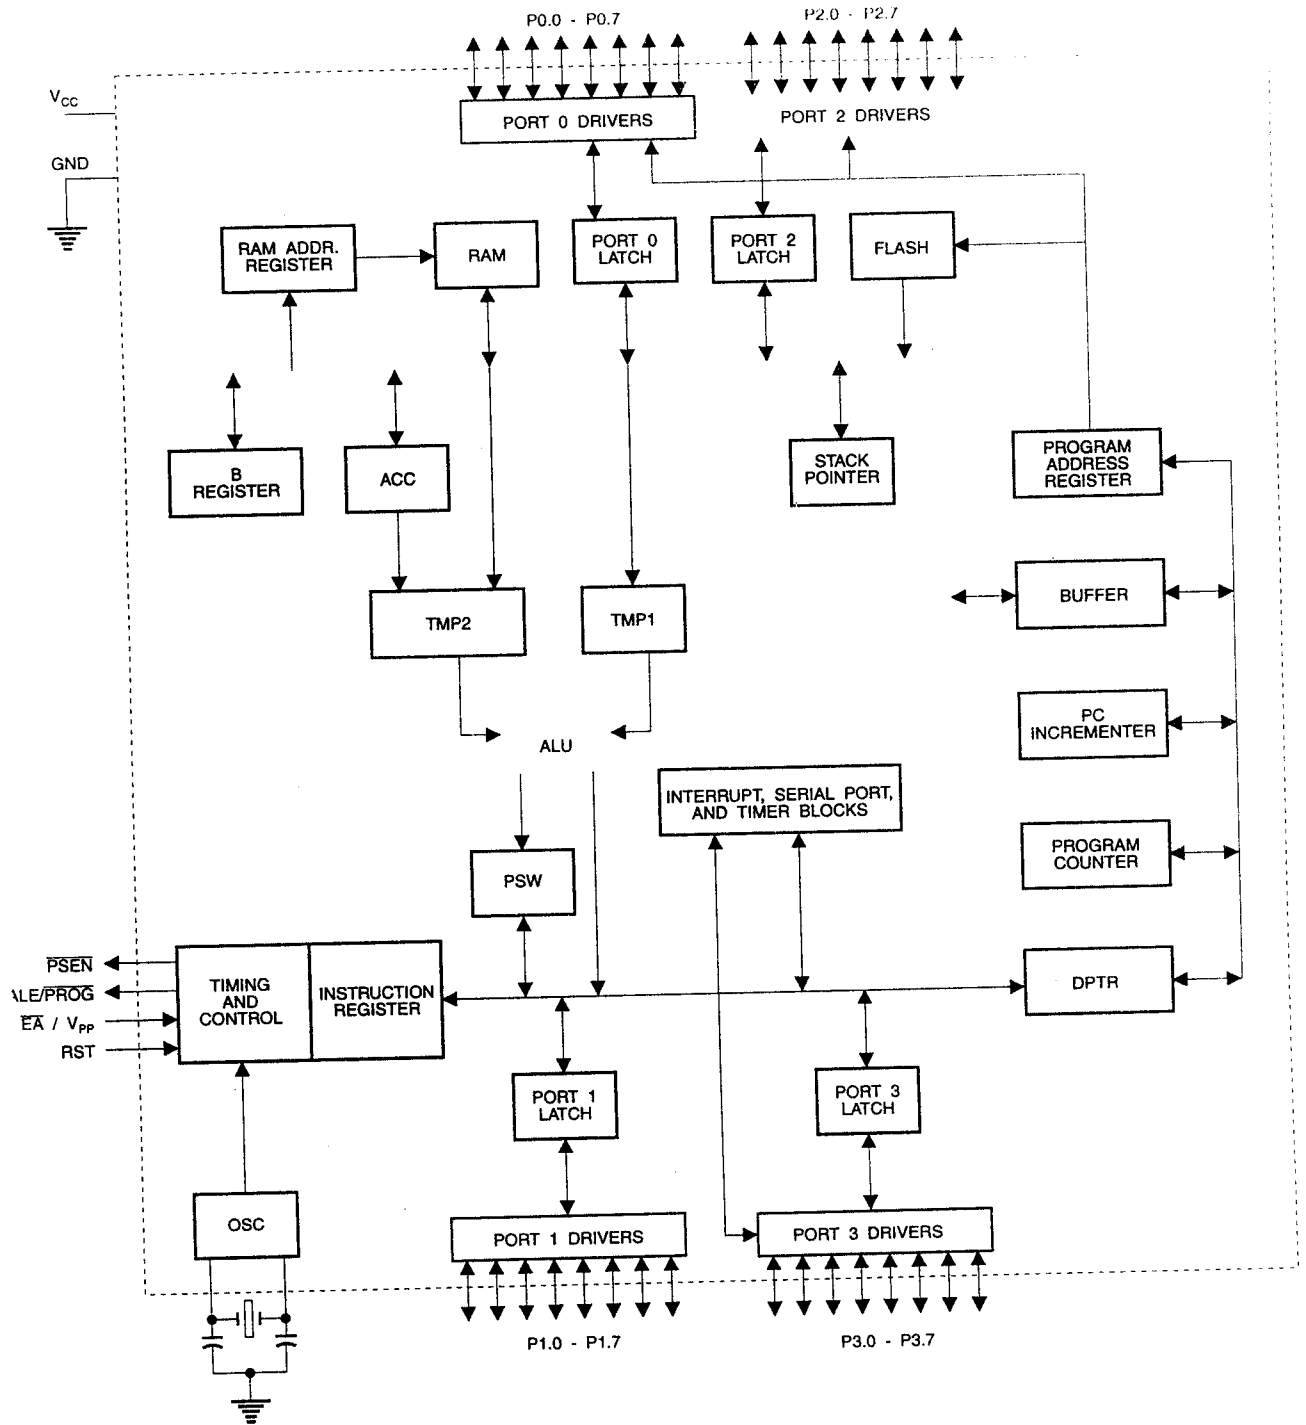 P0.0 - P0.7
P2.0 - P2.7
VCC
GND
PORT 0 DRIVERS
PORT 2 DRIVERS
RAM ADDR.
REGISTER
RAM
PORT 0
LATCH
PORT 2
LATCH
FLASH
B
REGISTER
ACC
STACK
POINTER
PROGRAM
ADDRESS
REGISTER
TMP2
TMP1
BUFFER
ALU
PC
INCREMENTER
INTERRUPT, SERIAL PORT,
AND TIMER BLOCKS
PSW
PROGRAM
COUNTER
PSEN
ALE/PROG
EA / VPP
RST
TIMING
AND
CONTROL
INSTRUCTION
REGISTER
DPTR
PORT 1
LATCH
PORT 3
LATCH
OSC
PORT 1 DRIVERS
PORT 3 DRIVERS
P1.0 - P1.7
P3.0 - P3.7